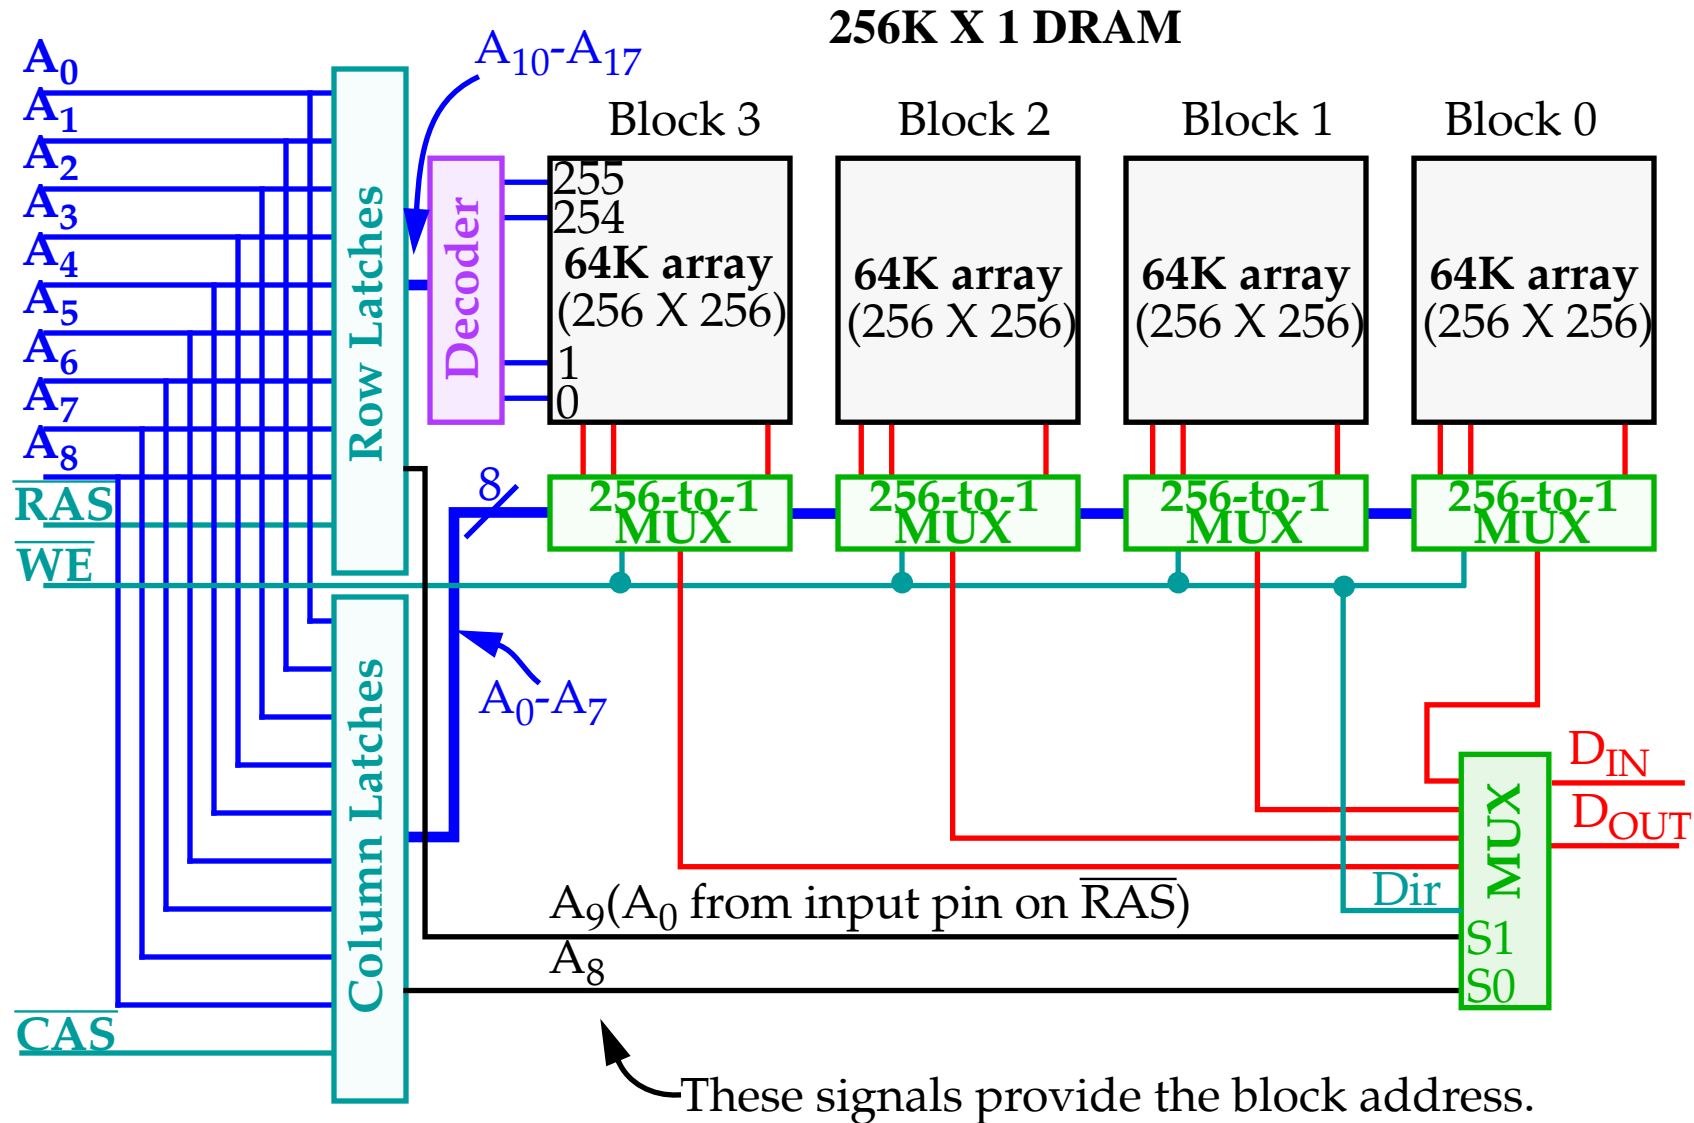 256K X 1 DRAM
A0
A1
A2
A3
A4
A5
A6
A7
A8
RAS
WE
CAS
Row Latches
Column Latches
A10-A17
Decoder
Block 3
Block 2
Block 1
Block 0
255
254
64K array
(256 X 256)
1
0
64K array
(256 X 256)
64K array
(256 X 256)
64K array
(256 X 256)
8
256-to-1
MUX
256-to-1
MUX
256-to-1
MUX
256-to-1
MUX
A0-A7
DIN
DOUT
MUX
Dir
S1
S0
A9(A0 from input pin on RAS)
A8
These signals provide the block address.